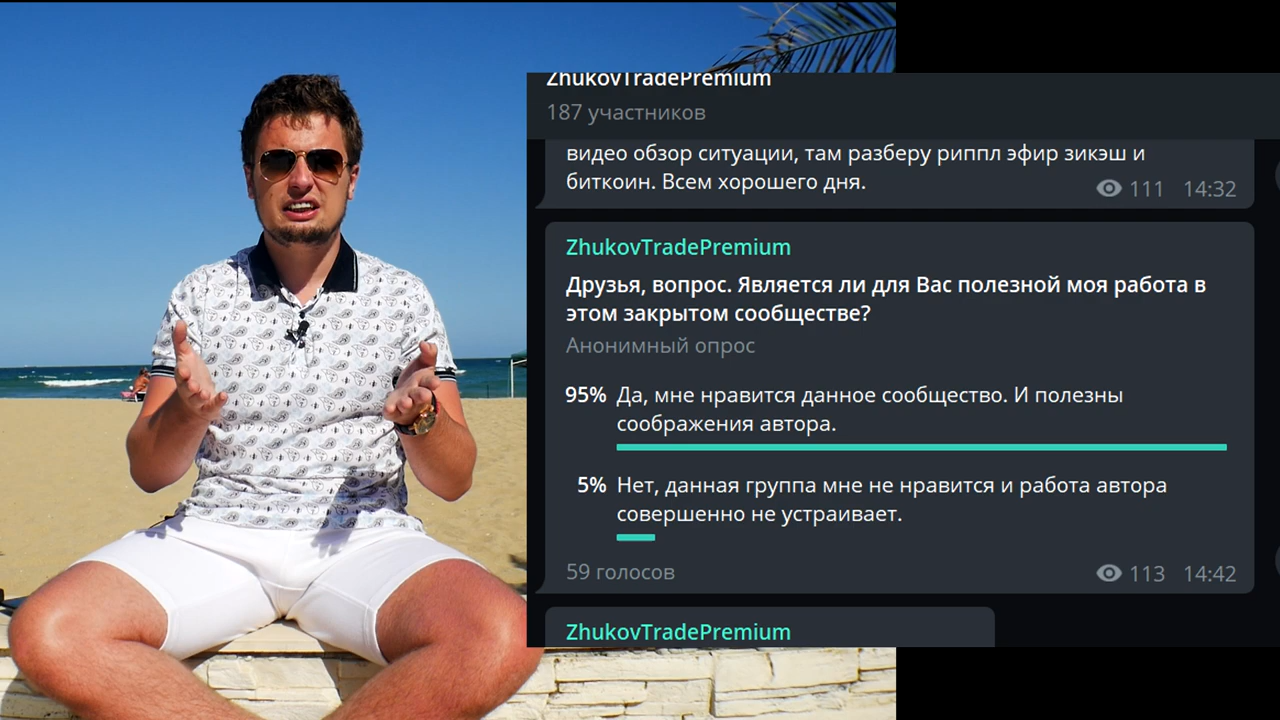 ZhukovTradePremium
187 участников
видео обзор ситуации, там разберу риппл эфир зикэш и
биткоин. Всем хорошего дня.
111 14:32
ZhukovTradePremium
Друзья, вопрос. Является ли для Вас полезной моя работа в
этом закрытом сообществе?
Анонимный опрос
95% Да, мне нравится данное сообщество. И полезны
соображения автора.
5% Нет, данная группа мне не нравится и работа автора
совершенно не устраивает.
59 голосов
113 14:42
ZhukovTradePremium